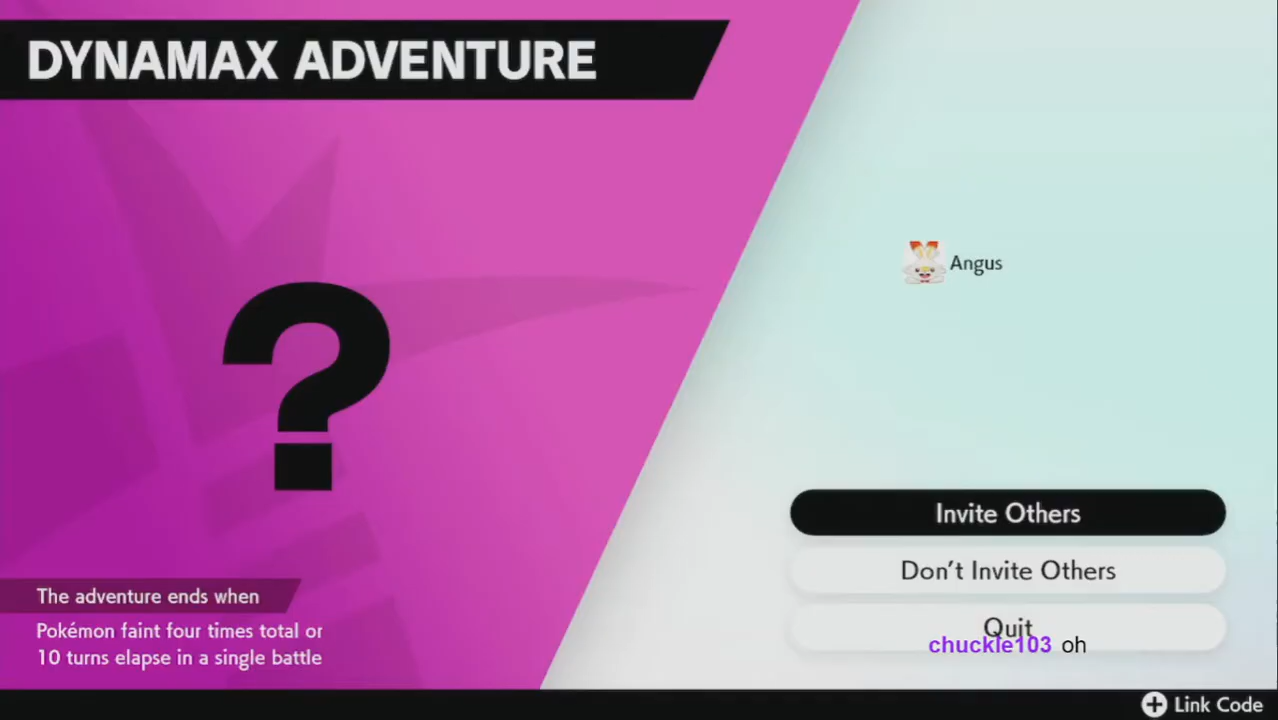 DYNAMAX ADVENTURE
Angus
?
Invite Others
Don't Invite Others
Quit
chuckle103 oh
The adventure ends when
Pokémon faint four times total or
10 turns elapse in a single battle
+ Link Code